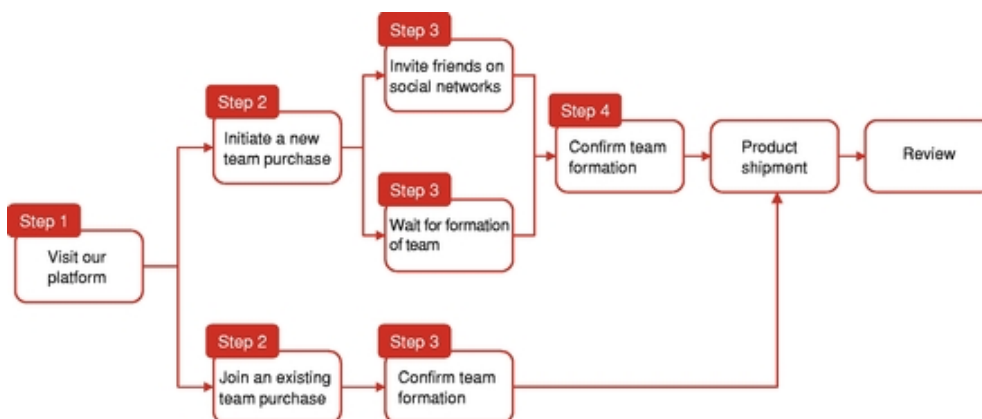 Step 1
Visit our
platform
Step 2
Initiate a new
team purchase
Step 3
Invite friends on
social networks
Step 3
Wait for formation
of team
Step 4
Confirm team
formation
Product
shipment
Review
Step 2
Join an existing
team purchase
Step 3
Confirm team
formation